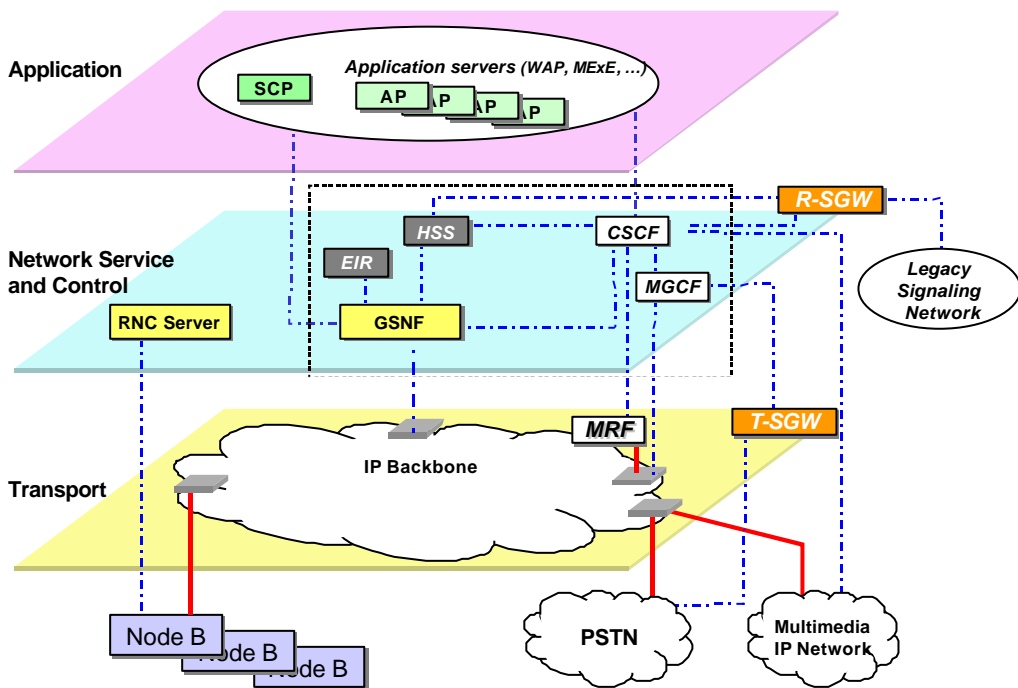 Application
Application servers (WAP, MExE, ...)
SCP
AP
AP
AP
AP
R-SGW
HSS
CSCF
Network Service
and Control
EIR
MGCF
Legacy
Signaling
Network
RNC Server
GSNF
MRF
T-SGW
IP Backbone
Transport
Node B
Node B
Node B
PSTN
Multimedia
IP Network